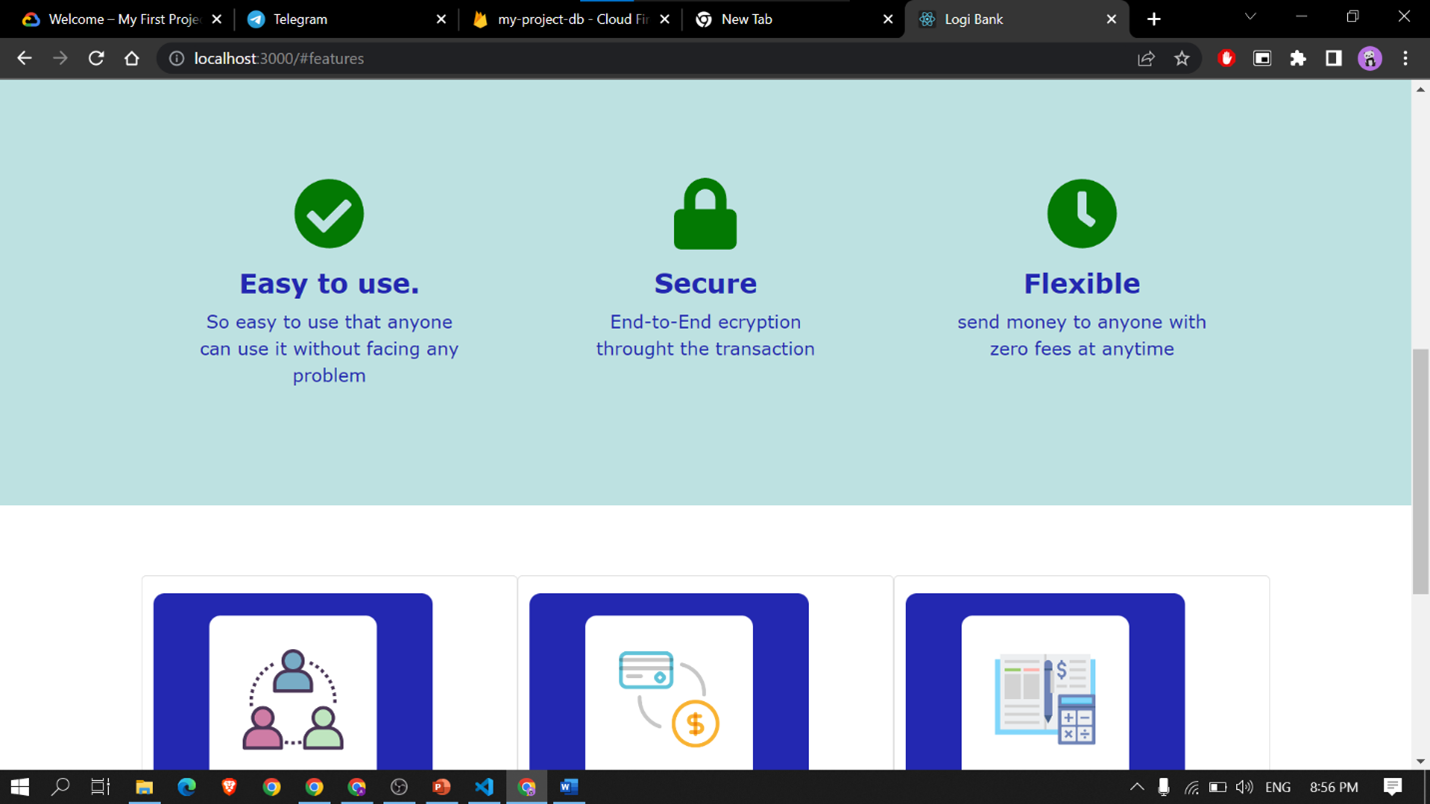 Welcome – My First Proje
Telegram
my-project-db - Cloud Fi
New Tab
Logi Bank
localhost:3000/#features
Easy to use.
So easy to use that anyone
can use it without facing any
problem
Secure
End-to-End ecryption
throught the transaction
Flexible
send money to anyone with
zero fees at anytime
ENG
8:56 PM